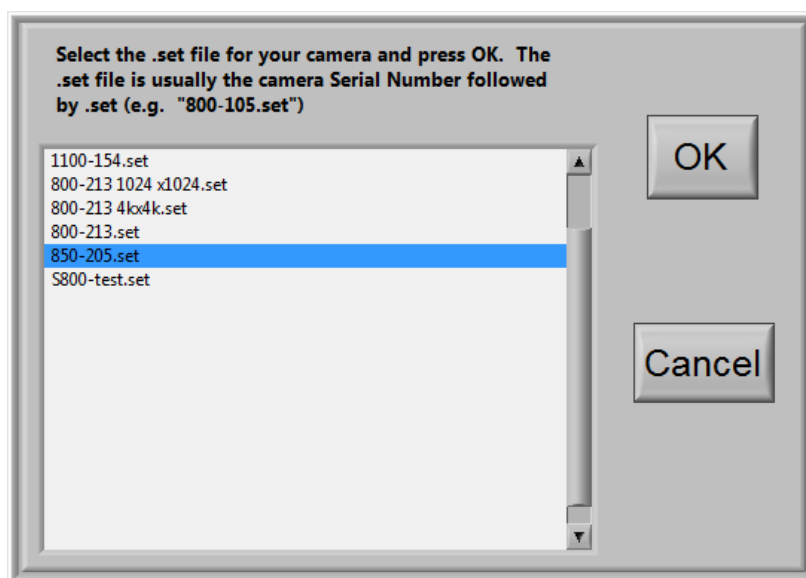 Select the .set file for your camera and press OK.  The
.set file is usually the camera Serial Number followed
by .set (e.g.  "800-105.set")
OK
1100-154.set
800-213 1024 x1024.set
800-213 4kx4k.set
800-213.set
850-205.set
S800-test.set
Cancel